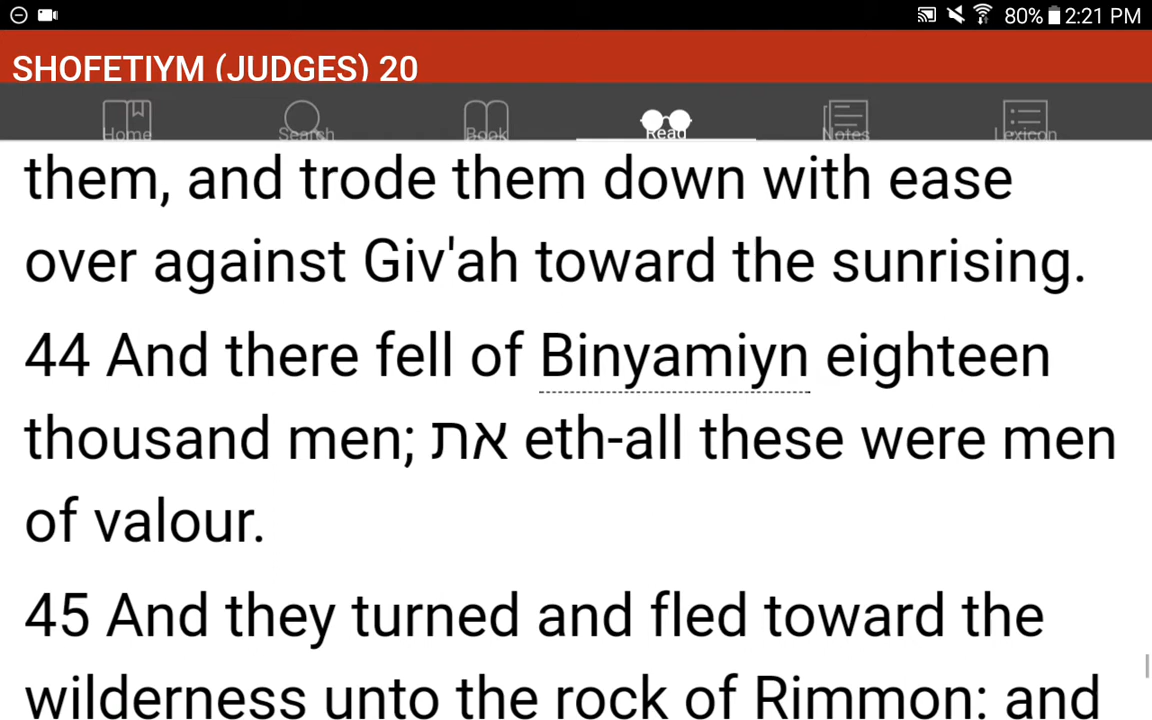 80% 2:21 PM
SHOFETIYM (JUDGES) 20
Home Search Book Read Notes Lexicon
them, and trode them down with ease
over against Giv'ah toward the sunrising.
44 And there fell of Binyamiyn eighteen
thousand men; את eth-all these were men
of valour.
45 And they turned and fled toward the
wilderness unto the rock of Rimmon: and